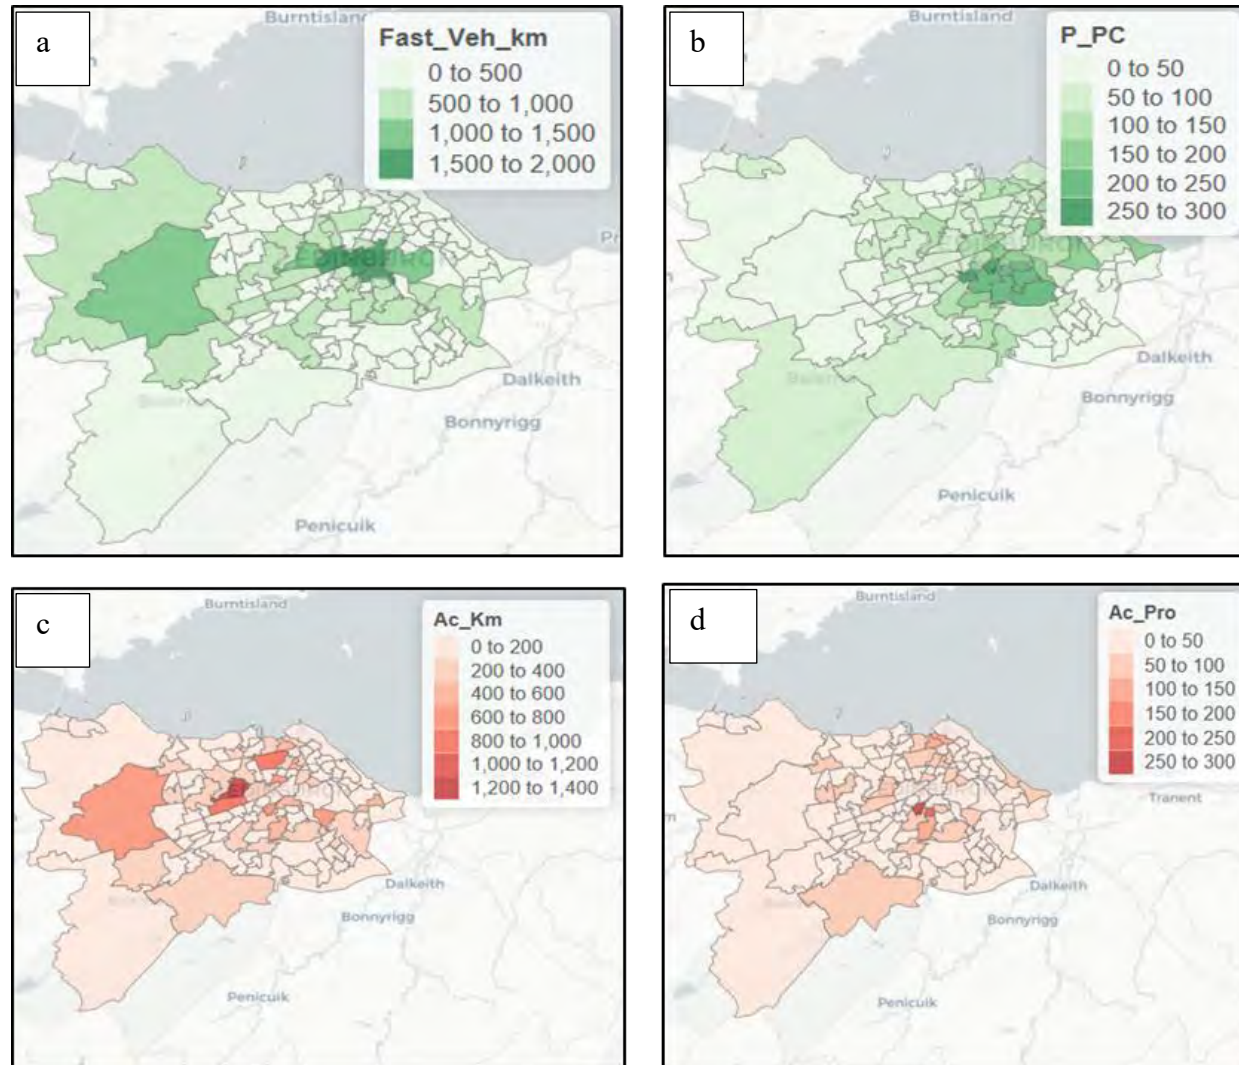 a
Burntisland
Fast_Veh_km
0 to 500
500 to 1,000
1,000 to 1,500
1,500 to 2,000
EDINBURGH
Dalkeith
Bonnyrigg
Penicuik
b
Burntisland
P_PC
0 to 50
50 to 100
100 to 150
150 to 200
200 to 250
250 to 300
Dalkeith
Bonnyrigg
Penicuik
c
Burntisland
Ac_Km
0 to 200
200 to 400
400 to 600
600 to 800
800 to 1,000
1,000 to 1,200
1,200 to 1,400
Dalkeith
Bonnyrigg
Penicuik
d
Burntisland
Ac_Pro
0 to 50
50 to 100
100 to 150
150 to 200
200 to 250
250 to 300
Tranent
Dalkeith
Bonnyrigg
Penicuik